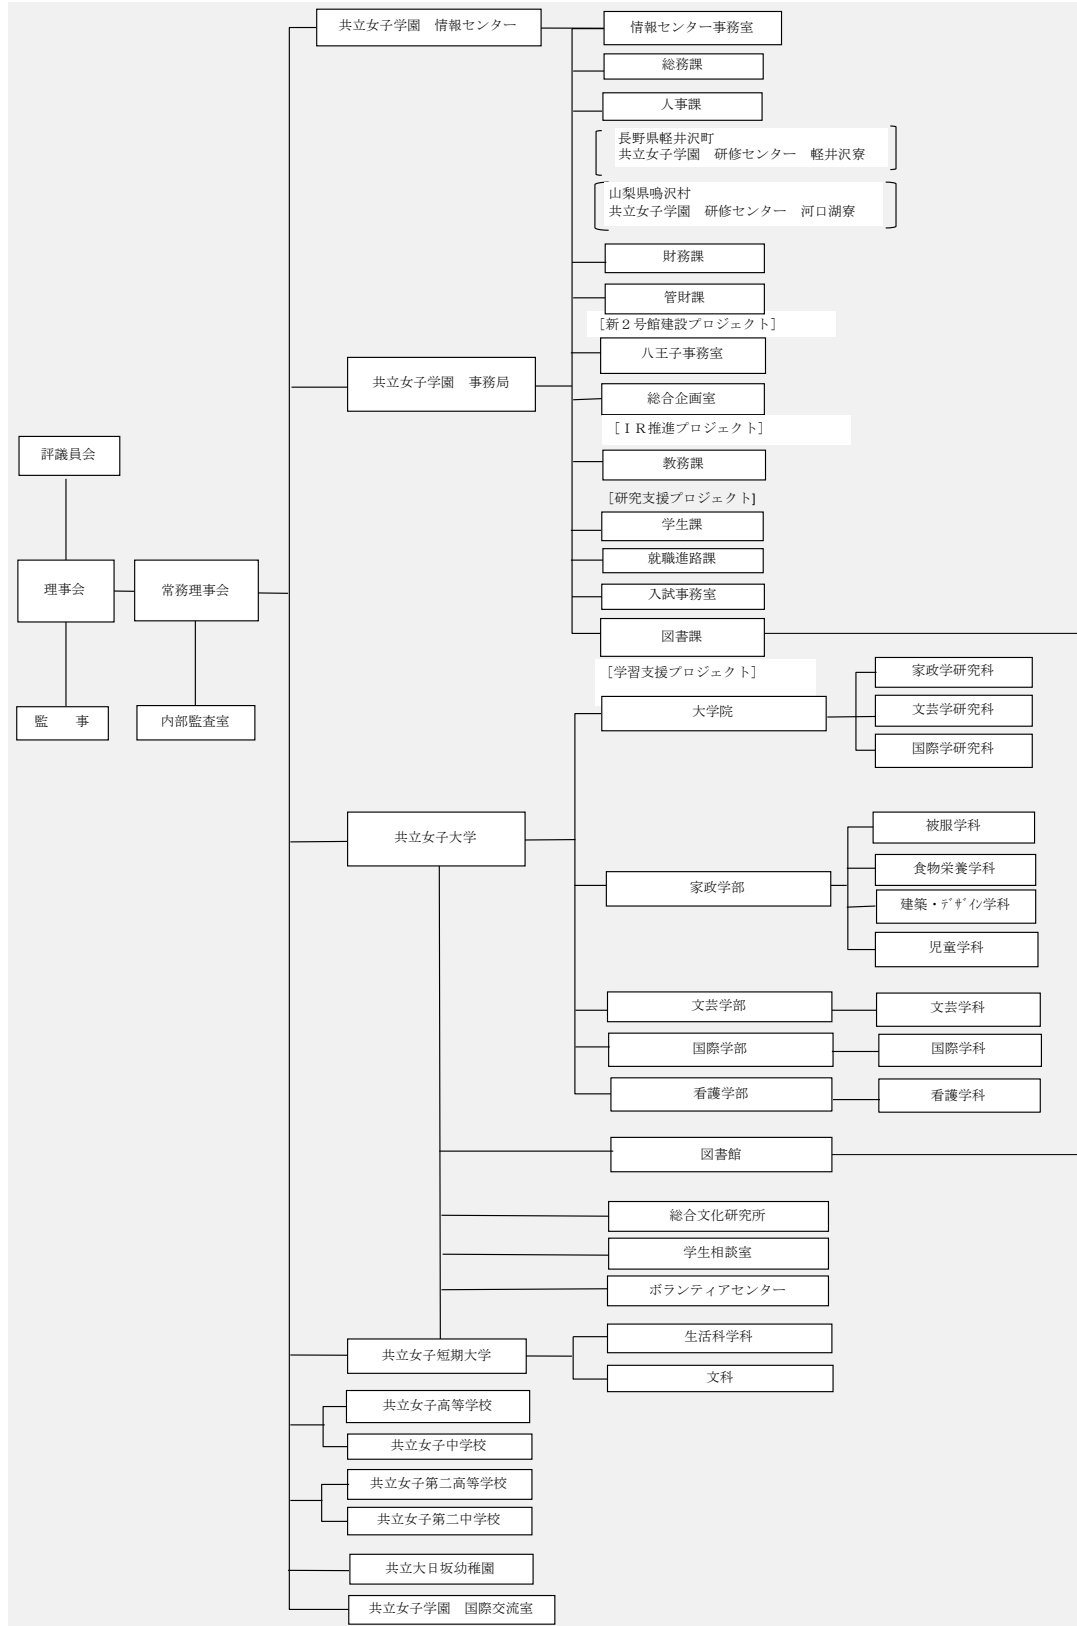 共立女子学園　情報センター
情報センター事務室
総務課
人事課
長野県軽井沢町
共立女子学園　研修センター　軽井沢寮
山梨県鳴沢村
共立女子学園　研修センター　河口湖寮
財務課
管財課
［新２号館建設プロジェクト］
八王子事務室
共立女子学園　事務局
総合企画室
［ＩＲ推進プロジェクト］
評議員会
教務課
［研究支援プロジェクト］
学生課
就職進路課
理事会
常務理事会
入試事務室
図書課
［学習支援プロジェクト］
監　　事
内部監査室
大学院
家政学研究科
文芸学研究科
国際学研究科
共立女子大学
家政学部
被服学科
食物栄養学科
建築・ﾃﾞｻﾞｲﾝ学科
児童学科
文芸学部
文芸学科
国際学部
国際学科
看護学部
看護学科
図書館
総合文化研究所
学生相談室
ボランティアセンター
共立女子短期大学
生活科学科
文科
共立女子高等学校
共立女子中学校
共立女子第二高等学校
共立女子第二中学校
共立大日坂幼稚園
共立女子学園　国際交流室